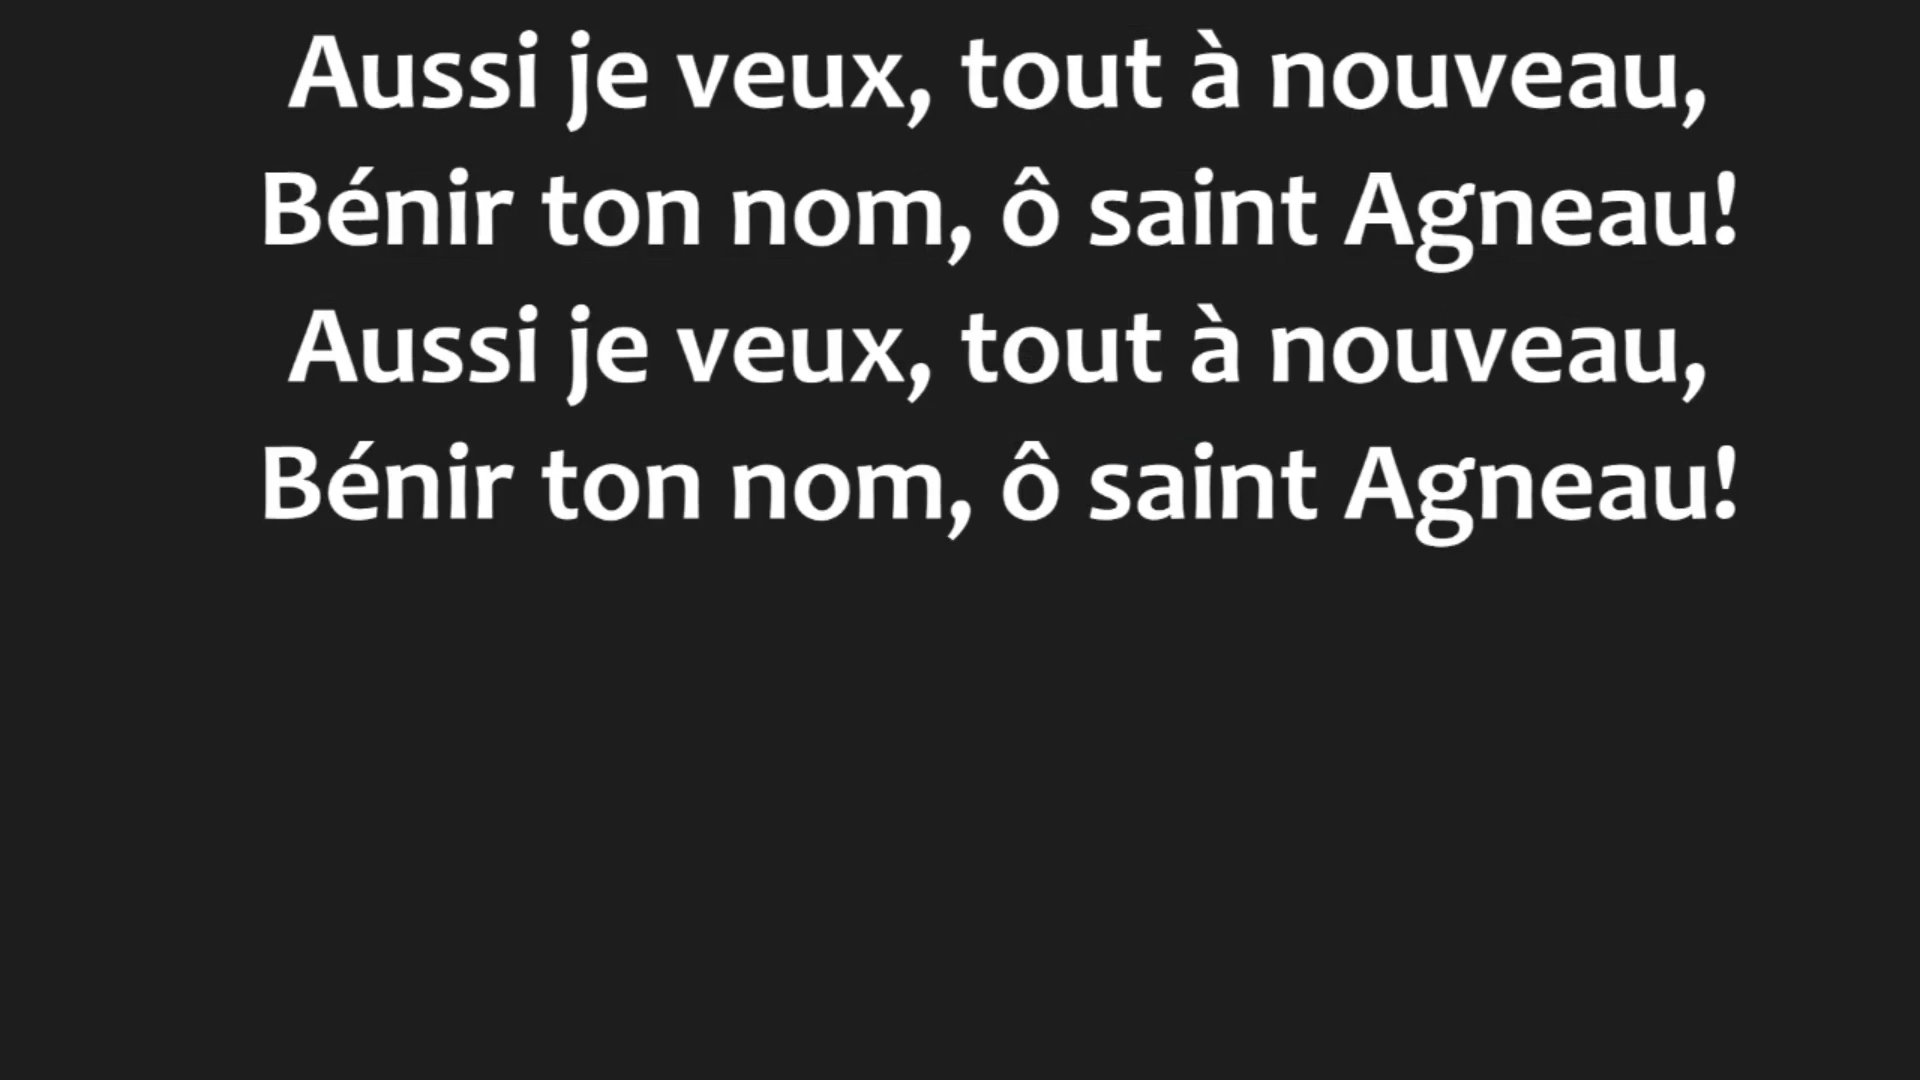 Aussi je veux, tout à nouveau,
Bénir ton nom, ô saint Agneau!
Aussi je veux, tout à nouveau,
Bénir ton nom, ô saint Agneau!